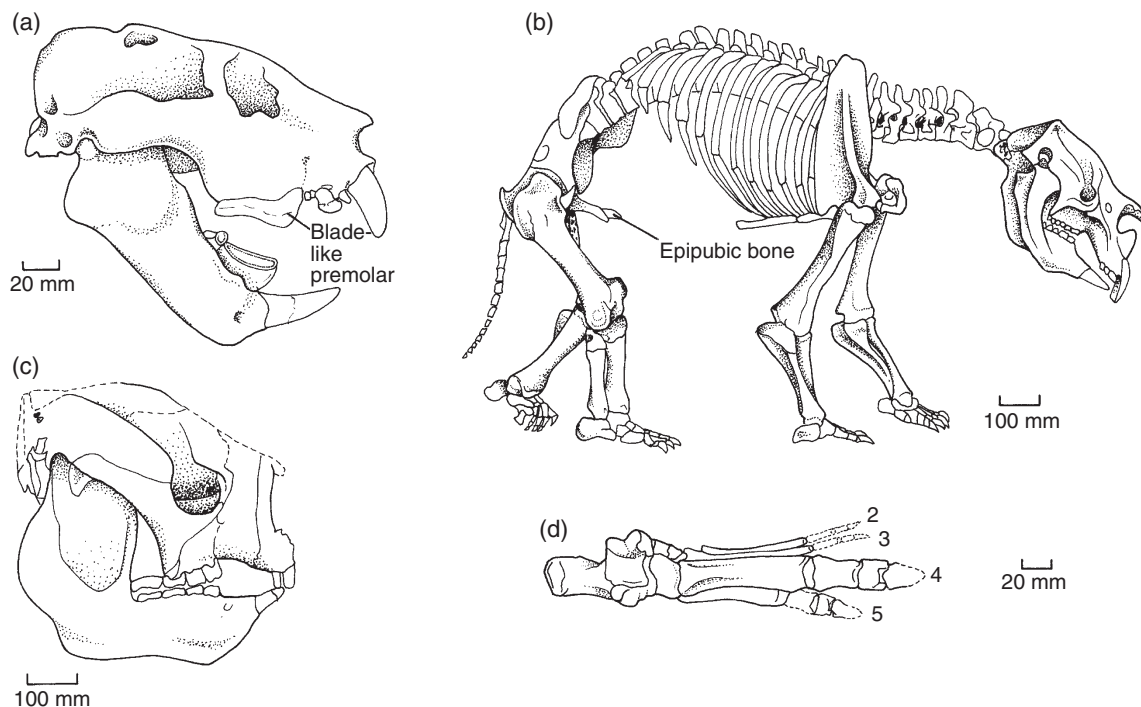 (a)
Blade-
like
premolar
20 mm
(b)
Epipubic bone
100 mm
(c)
100 mm
(d)
2
3
4
5
20 mm